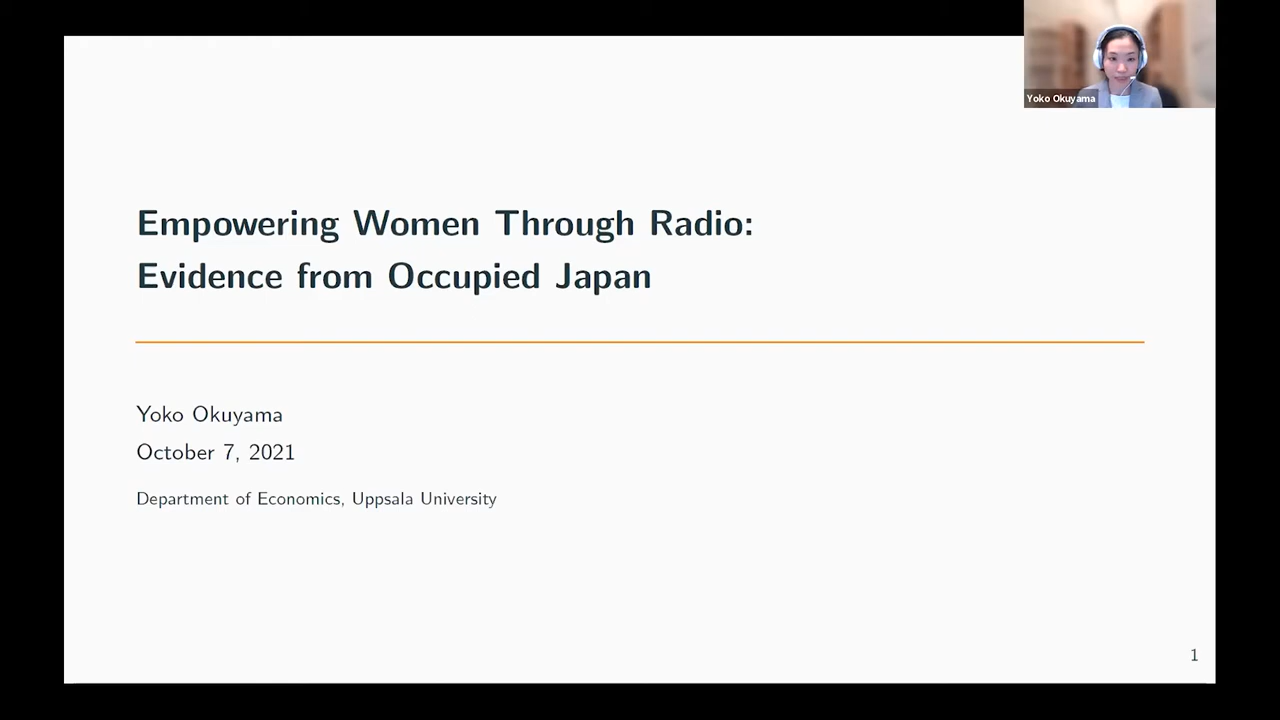 Yoko Okuyama
Empowering Women Through Radio:
Evidence from Occupied Japan
Yoko Okuyama
October 7, 2021
Department of Economics, Uppsala University
1